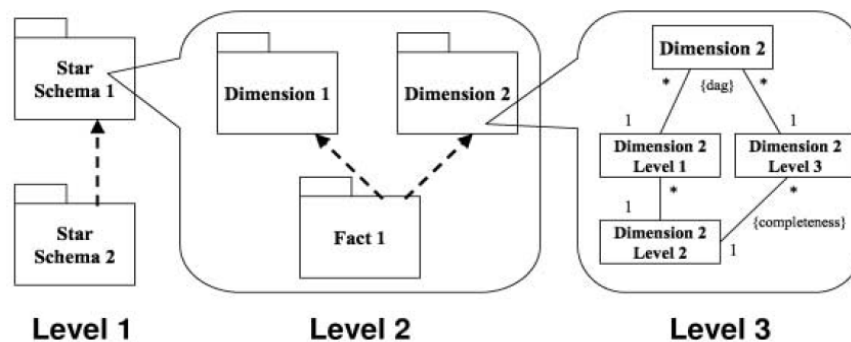 Star
Schema 1
Star
Schema 2
Level 1
Dimension 1
Dimension 2
Fact 1
Level 2
Dimension 2
*
{dag}
*
1
1
Dimension 2
Level 1
Dimension 2
Level 3
*
*
1
{completeness}
Dimension 2
Level 2
1
Level 3